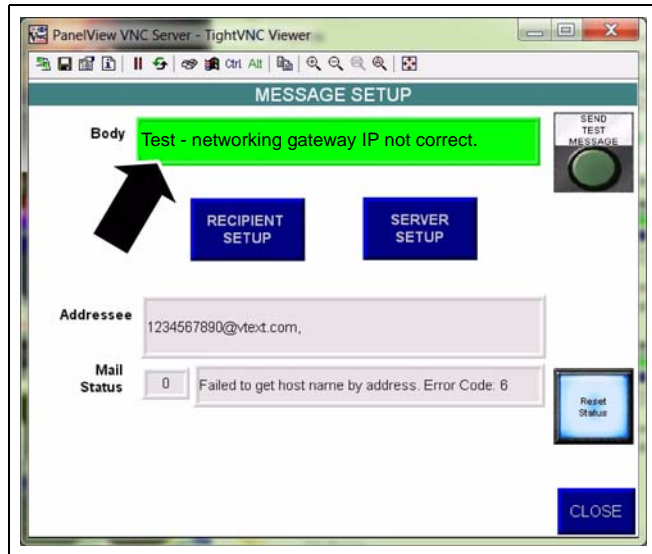 PanelView VNC Server - TightVNC Viewer
Ctrl Alt
MESSAGE SETUP
Body
Test - networking gateway IP not correct.
SEND
TEST
MESSAGE
RECIPIENT
SETUP
SERVER
SETUP
Addressee
1234567890@vtext.com,
Mail
Status
0
Failed to get host name by address. Error Code: 6
Reset
Status
CLOSE